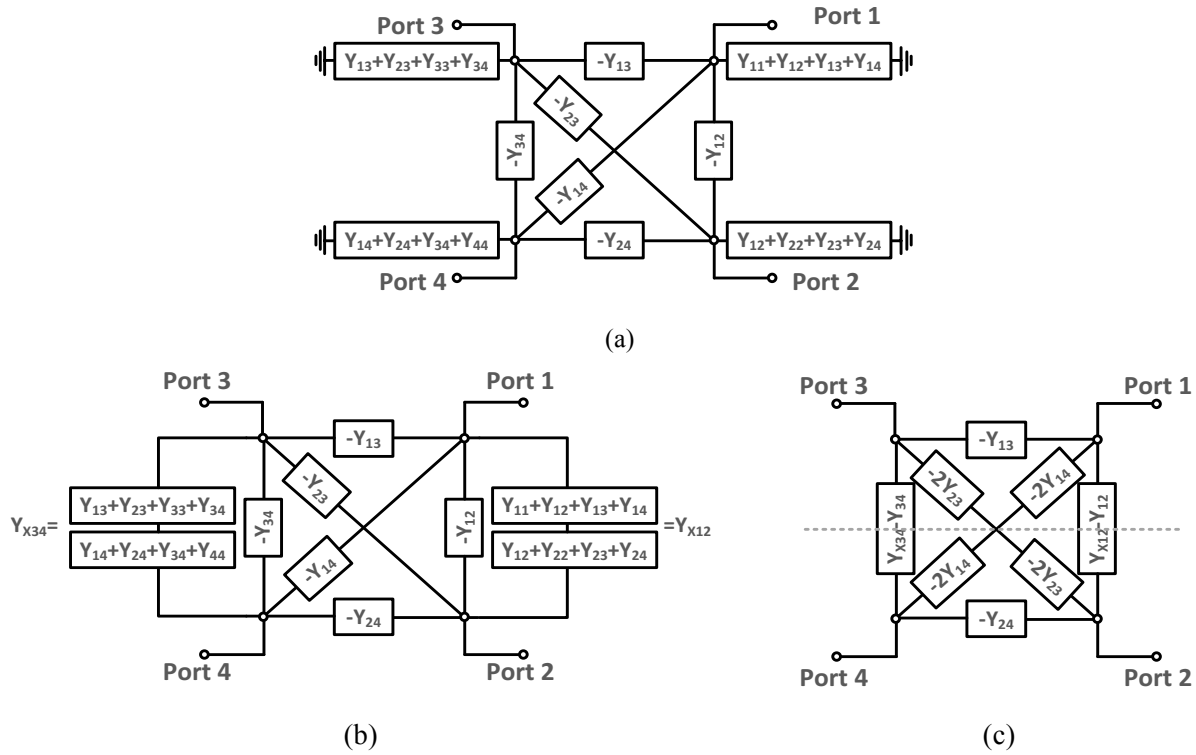 Port 3
Port 1
Y13+Y23+Y33+Y34
-Y13
Y11+Y12+Y13+Y14
-Y23
-Y34
-Y12
-Y14
Y14+Y24+Y34+Y44
-Y24
Y12+Y22+Y23+Y24
Port 4
Port 2
(a)
Port 3
Port 1
-Y13
-Y23
YX34=
Y13+Y23+Y33+Y34
Y14+Y24+Y34+Y44
-Y34
-Y12
Y11+Y12+Y13+Y14
Y12+Y22+Y23+Y24
=YX12
-Y14
-Y24
Port 4
Port 2
(b)
Port 3
Port 1
-Y13
-2Y23
-2Y14
YX34-Y34
YX12-Y12
-2Y14
-2Y23
-Y24
Port 4
Port 2
(c)